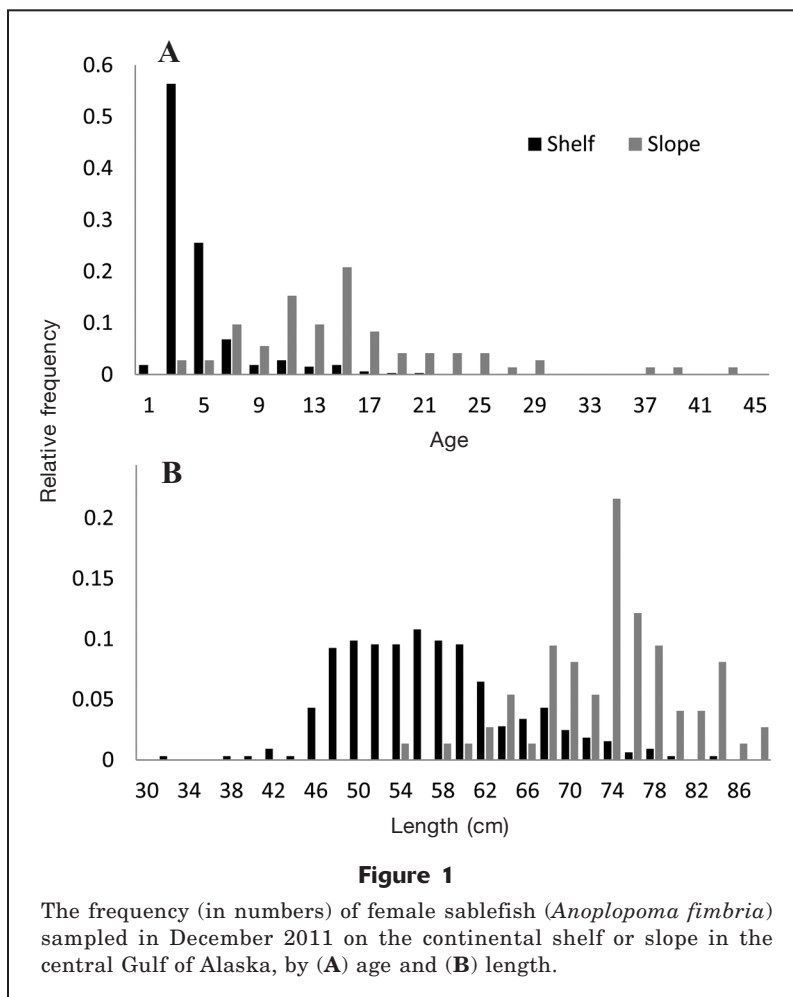 A
0.6
0.5
0.4
0.3
0.2
0.1
0
Shelf Slope
1 5 9 13 17 21 25 29 33 37 41 45
Age
Relative frequency
B
0.2
0.15
0.1
0.05
0
30 34 38 42 46 50 54 58 62 66 70 74 78 82 86
Length (cm)
Figure 1
The frequency (in numbers) of female sablefish (Anoplopoma fimbria)
sampled in December 2011 on the continental shelf or slope in the
central Gulf of Alaska, by (A) age and (B) length.